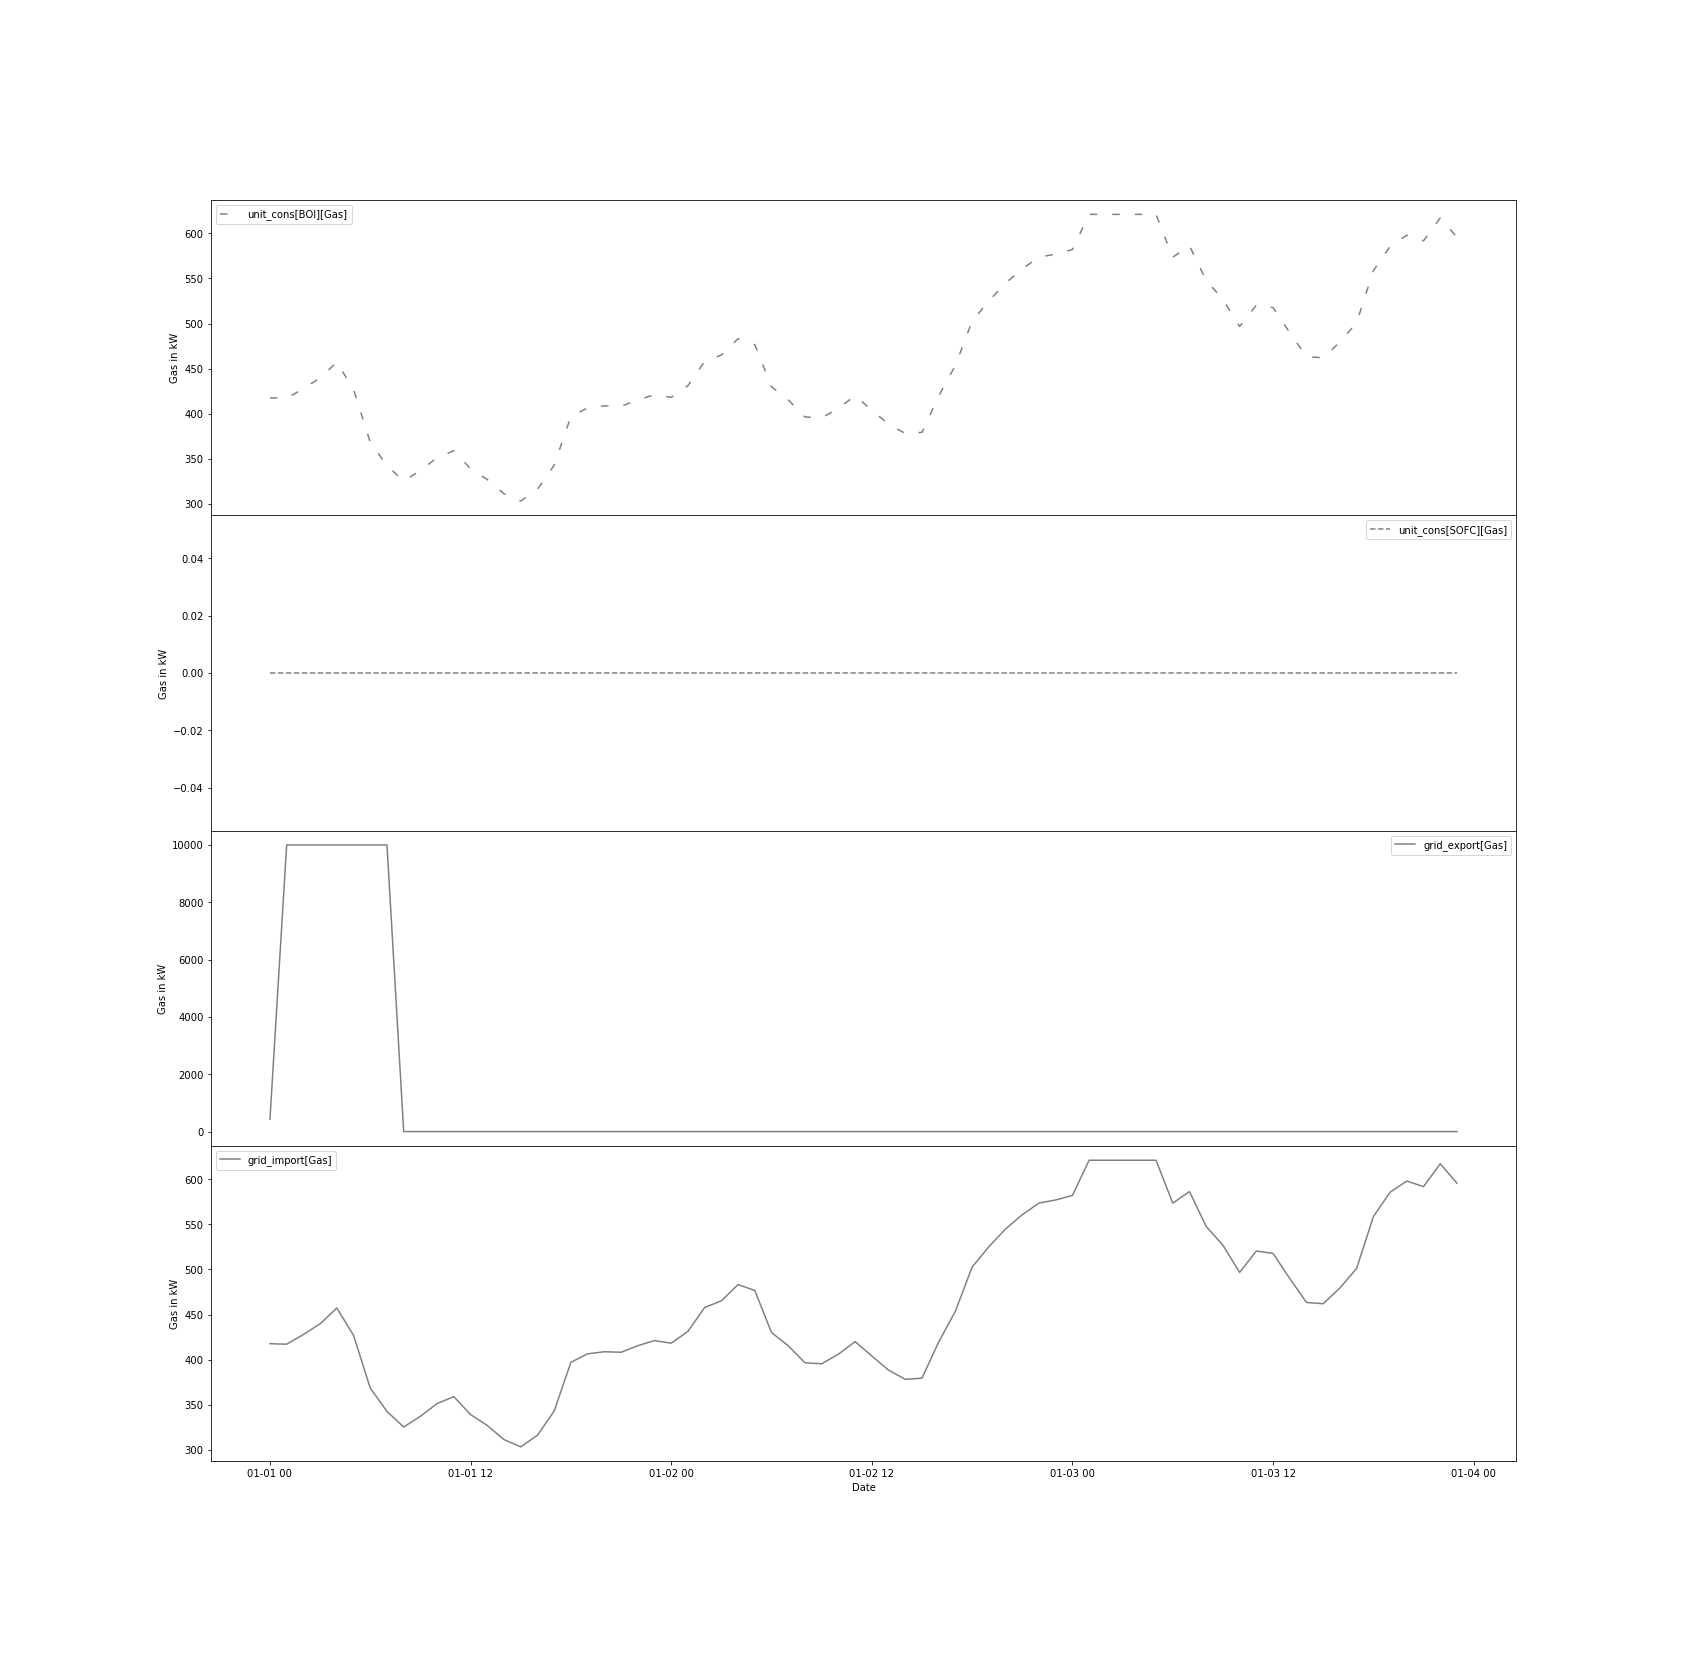 unit_cons[BOI][Gas]
600
550
500
450
400
350
300
Gas in kW
unit_cons[SOFC][Gas]
0.04
0.02
0.00
−0.02
−0.04
Gas in kW
grid_export[Gas]
10000
8000
6000
4000
2000
0
Gas in kW
grid_import[Gas]
600
550
500
450
400
350
300
Gas in kW
01-01 00 01-01 12 01-02 00 01-02 12 01-03 00 01-03 12 01-04 00
Date